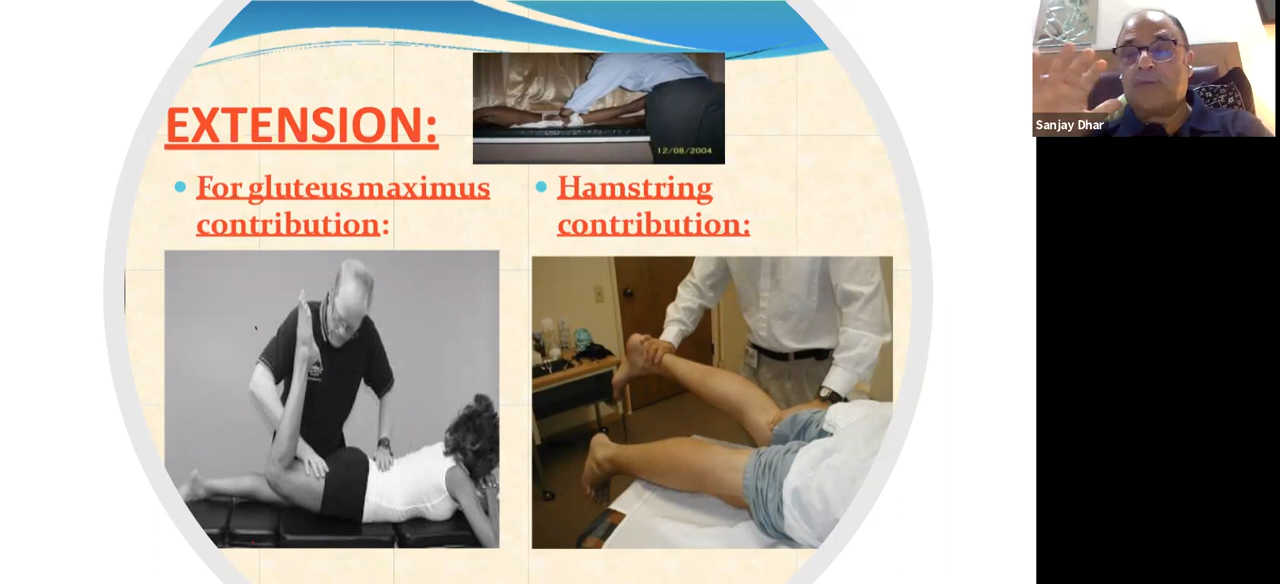 EXTENSION:
12/08/2004
For gluteus maximus
contribution:
Hamstring
contribution:
Sanjay Dhar